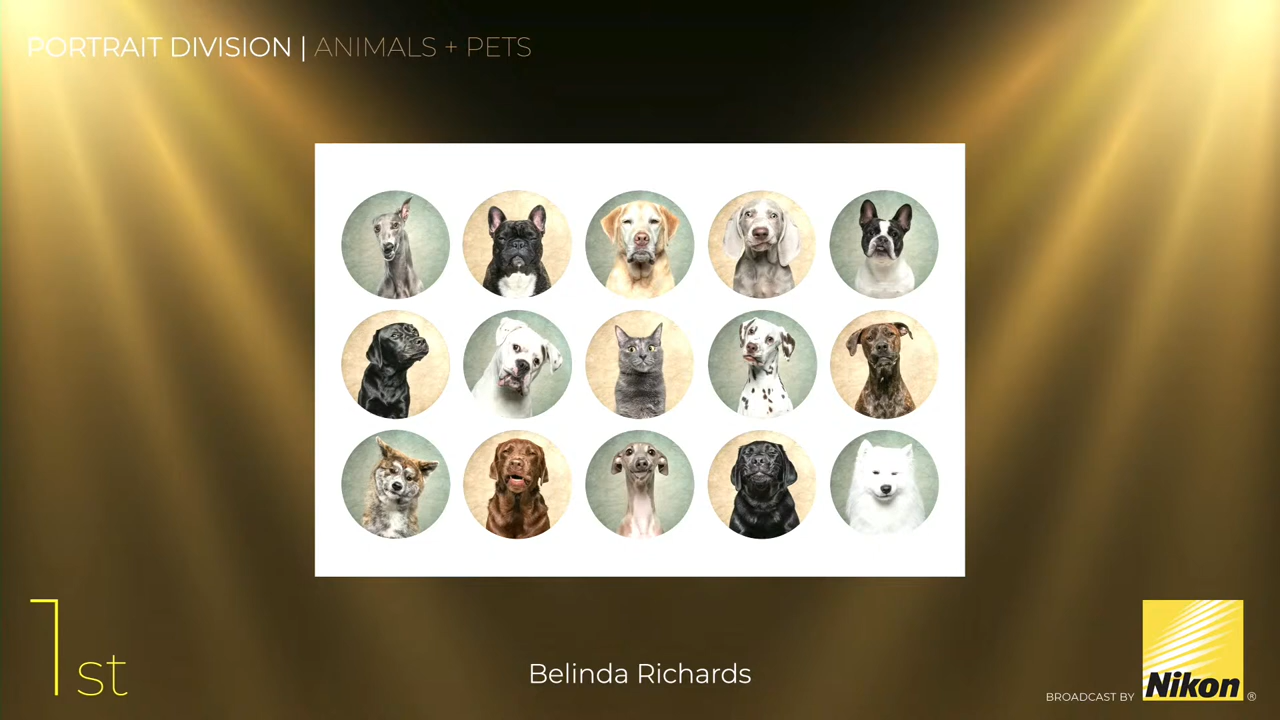 PORTRAIT DIVISION | ANIMALS + PETS
1st
Belinda Richards
BROADCAST BY Nikon ®